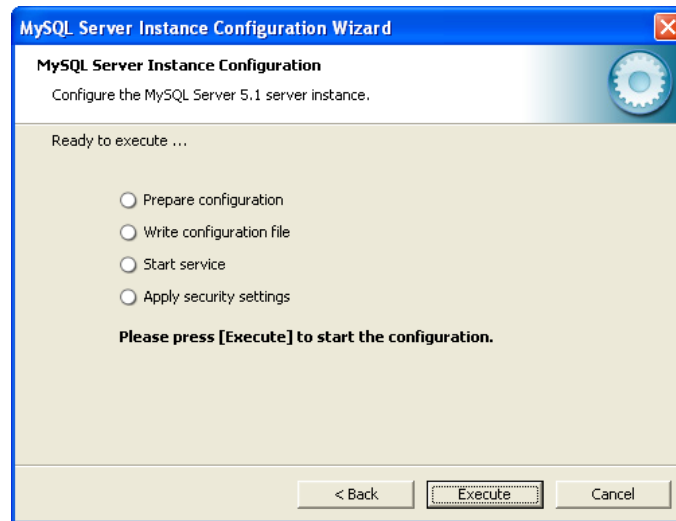 MySQL Server Instance Configuration Wizard
MySQL Server Instance Configuration
Configure the MySQL Server 5.1 server instance.
Ready to execute ...
Prepare configuration
Write configuration file
Start service
Apply security settings
Please press [Execute] to start the configuration.
< Back
Execute
Cancel